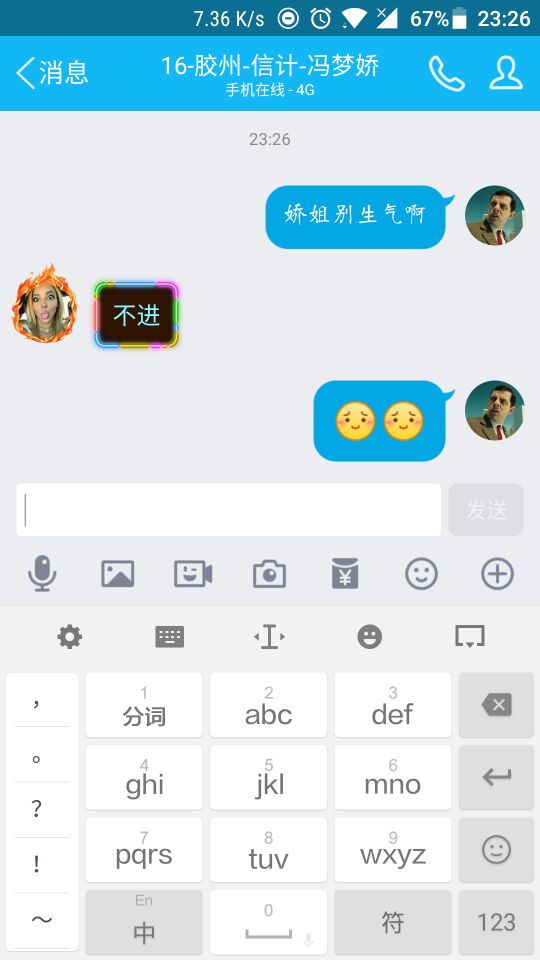 7.36 K/s 67% 23:26
消息
16-胶州-信计-冯梦娇
手机在线 - 4G
23:26
娇姐别生气啊
不进
发送
，
。
？
！
～
1
分词
2
abc
3
def
4
ghi
5
jkl
6
mno
7
pqrs
8
tuv
9
wxyz
En
中
0
符
123